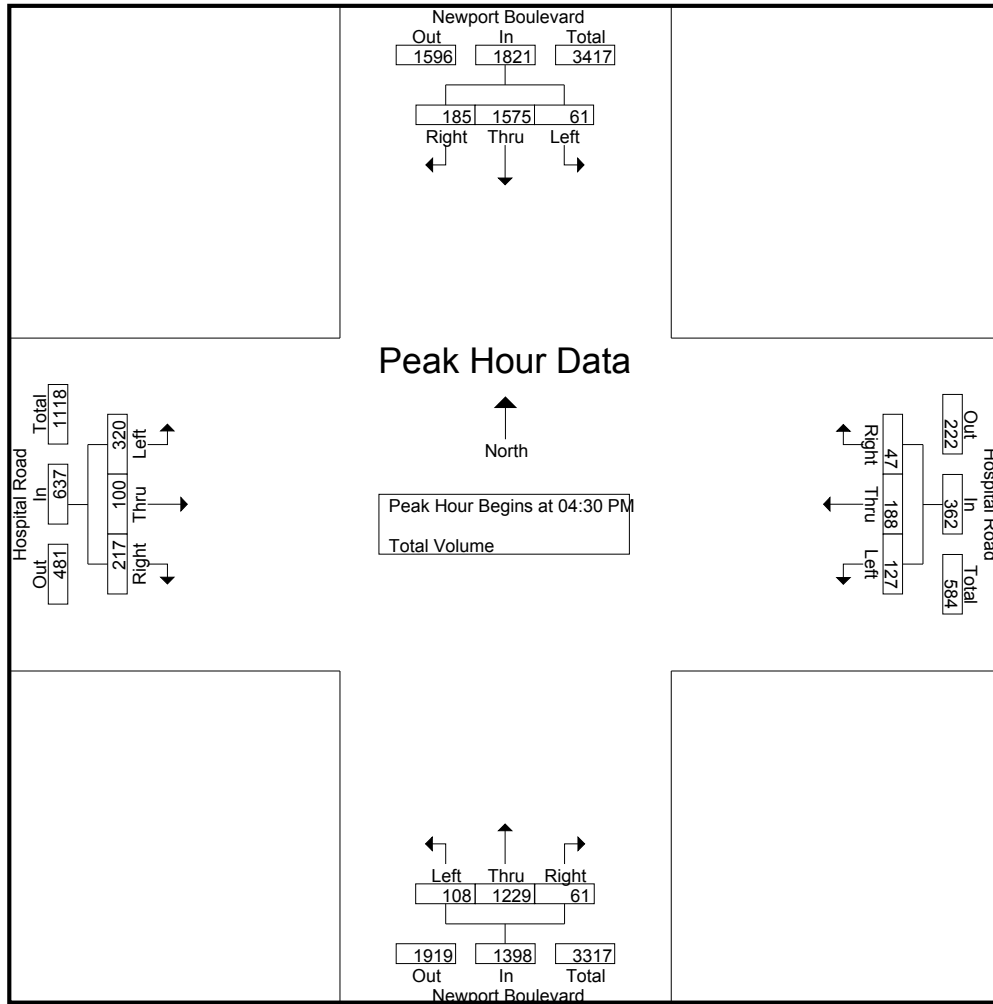 Newport Boulevard
Out In Total
1596 1821 3417
185 1575 61
Right Thru Left
Peak Hour Data
North
Peak Hour Begins at 04:30 PM
Total Volume
Hospital Road
Out In Total
481 637 1118
217 100 320
Right Thru Left
Hospital Road
Out In Total
222 362 584
47 188 127
Right Thru Left
Left Thru Right
108 1229 61
1919 1398 3317
Out In Total
Newport Boulevard